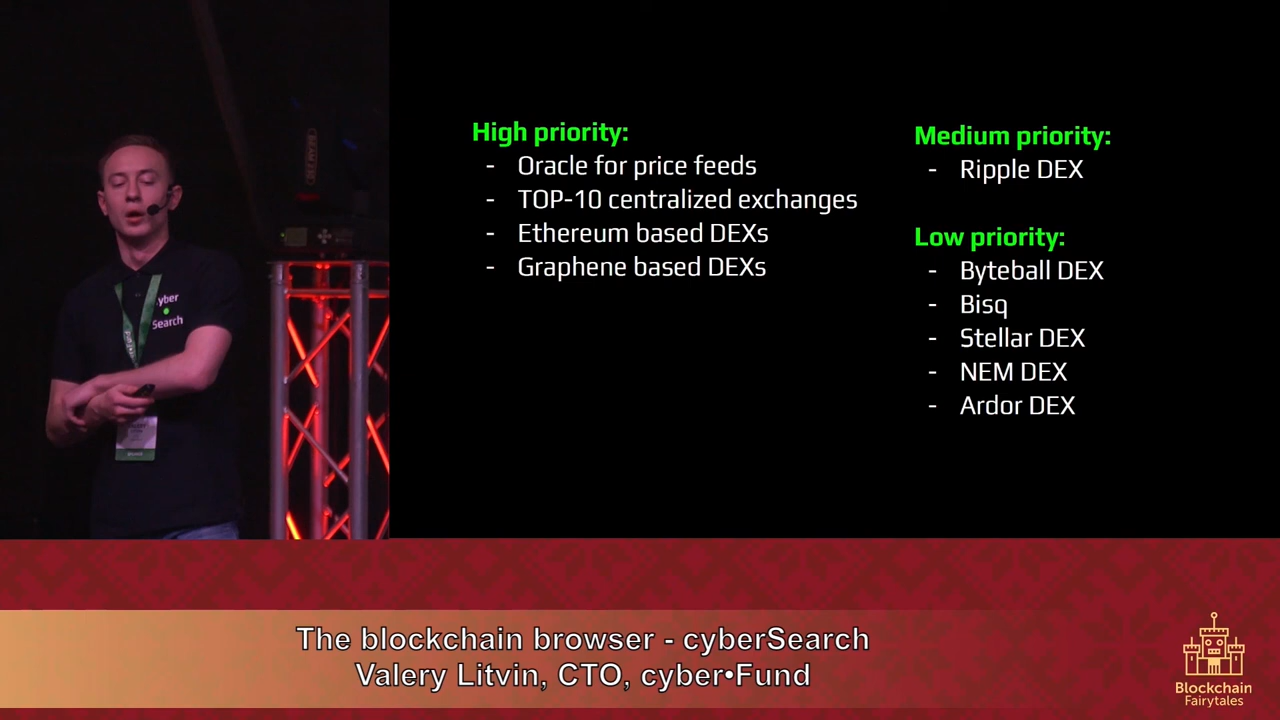 High priority:
- Oracle for price feeds
- TOP-10 centralized exchanges
- Ethereum based DEXs
- Graphene based DEXs
Medium priority:
- Ripple DEX
Low priority:
- Byteball DEX
- Bisq
- Stellar DEX
- NEM DEX
- Ardor DEX
Search
The blockchain browser - cyberSearch
Valery Litvin, CTO, cyber•Fund
Blockchain
Fairytales